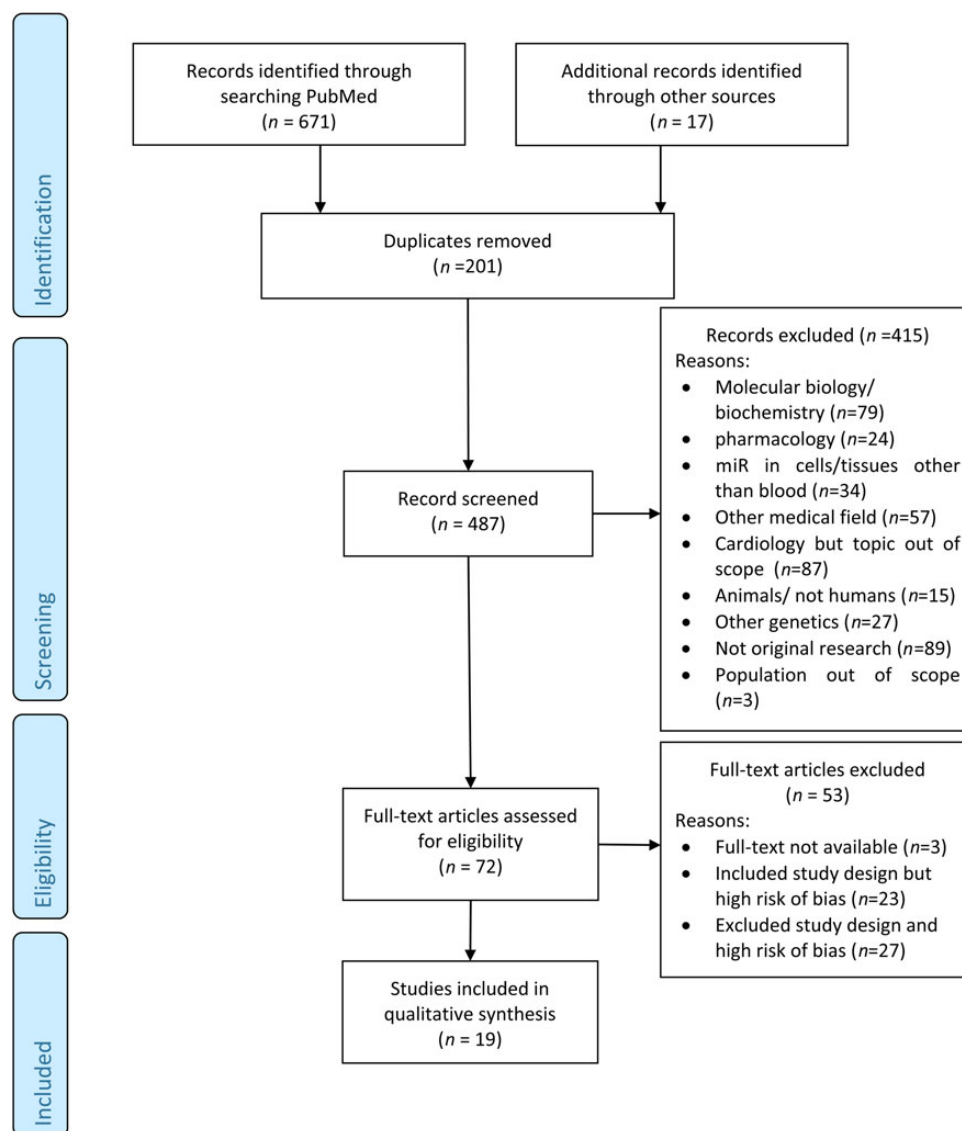 Identification
Records identified through
searching PubMed
(n = 671)
Additional records identified
through other sources
(n = 17)
Duplicates removed
(n =201)
Screening
Record screened
(n = 487)
Records excluded (n =415)
Reasons:
• Molecular biology/
biochemistry (n=79)
• pharmacology (n=24)
• miR in cells/tissues other
than blood (n=34)
• Other medical field (n=57)
• Cardiology but topic out of
scope (n=87)
• Animals/ not humans (n=15)
• Other genetics (n=27)
• Not original research (n=89)
• Population out of scope
(n=3)
Eligibility
Full-text articles assessed
for eligibility
(n = 72)
Full-text articles excluded
(n = 53)
Reasons:
• Full-text not available (n=3)
• Included study design but
high risk of bias (n=23)
• Excluded study design and
high risk of bias (n=27)
Included
Studies included in
qualitative synthesis
(n = 19)